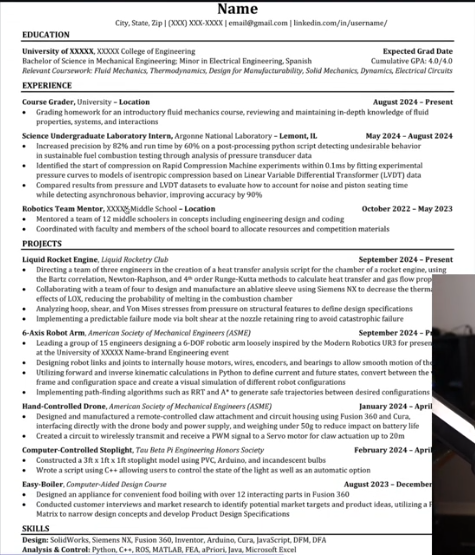 Name
City, State, Zip | (XXX) XXX-XXXX | email@gmail.com | linkedin.com/in/username/
EDUCATION
University of XXXXX, XXXXX College of Engineering Expected Grad Date
Bachelor of Science in Mechanical Engineering; Minor in Electrical Engineering, Spanish Cumulative GPA: 4.0/4.0
Relevant Coursework: Fluid Mechanics, Thermodynamics, Design for Manufacturability, Solid Mechanics, Dynamics, Electrical Circuits
EXPERIENCE
Course Grader, University – Location August 2024 – Present
• Grading homework for an introductory fluid mechanics course, reviewing and maintaining in-depth knowledge of fluid
properties, systems, and interactions
Science Undergraduate Laboratory Intern, Argonne National Laboratory – Lemont, IL May 2024 – August 2024
• Increased precision by 82% and run time by 60% on a post-processing python script detecting undesirable behavior
in sustainable fuel combustion testing through analysis of pressure transducer data
• Identified the start of compression on Rapid Compression Machine experiments within 0.1ms by fitting experimental
pressure curves to models of isentropic compression based on Linear Variable Differential Transformer (LVDT) data
• Compared results from pressure and LVDT datasets to evaluate how to account for noise and piston seating time
while detecting asynchronous behavior, improving accuracy by 90%
Robotics Team Mentor, XXXXX Middle School – Location October 2022 – May 2023
• Mentored a team of 12 middle schoolers in concepts including engineering design and coding
• Coordinated with faculty and members of the school board to allocate resources and competition materials
PROJECTS
Liquid Rocket Engine, Liquid Rocketry Club September 2024 – Present
• Directing a team of three engineers in the creation of a heat transfer analysis script for the chamber of a rocket engine, using
the Bartz correlation, Newton-Raphson, and 4th order Runge-Kutta methods to calculate heat transfer and gas flow prop
• Collaborating with a team of four to design and manufacture an ablative sleeve using Siemens NX to decrease the therma
effects of LOX, reducing the probability of melting in the combustion chamber
• Analyzing hoop, shear, and Von Mises stresses from pressure on structural features to define design specifications
• Implementing a predictable failure mode via bolt shear at the nozzle retaining ring to avoid catastrophic failure
6-Axis Robot Arm, American Society of Mechanical Engineers (ASME) September 2024 – P
• Leading a group of 15 engineers designing a 6-DOF robotic arm loosely inspired by the Modern Robotics UR3 for presen
at the University of XXXXX Name-brand Engineering event
• Designing robot links and joints to internally house motors, wires, encoders, and bearings to allow smooth motion of the
• Utilizing forward and inverse kinematic calculations in Python to define current and future states, convert between the
frame and configuration space and create a visual simulation of different robot configurations
• Implementing path-finding algorithms such as RRT and A* to generate safe trajectories between desired configurations
Hand-Controlled Drone, American Society of Mechanical Engineers (ASME) January 2024 – April
• Designed and manufactured a remote-controlled claw attachment and circuit housing using Fusion 360 and Cura,
interfacing directly with the drone body and power supply, and weighing under 50g to reduce impact on battery life
• Created a circuit to wirelessly transmit and receive a PWM signal to a Servo motor for claw actuation up to 20m
Computer-Controlled Stoplight, Tau Beta Pi Engineering Honors Society February 2024 – April
• Constructed a 3ft x 1ft x 1ft stoplight model using PVC, Arduino, and incandescent bulbs
• Wrote a script using C++ allowing users to control the state of the light as well as an automatic option
Easy-Boiler, Computer-Aided Design Course August 2023 – December
• Designed an appliance for convenient food boiling with over 12 interacting parts in Fusion 360
• Conducted customer interviews and market research to identify potential market targets and product ideas, utilizing a P
Matrix to narrow design concepts and develop Product Design Specifications
SKILLS
Design: SolidWorks, Siemens NX, Fusion 360, Inventor, Arduino, Cura, JavaScript, DFM, DFA
Analysis & Control: Python, C++, ROS, MATLAB, FEA, aPriori, Java, Microsoft Excel